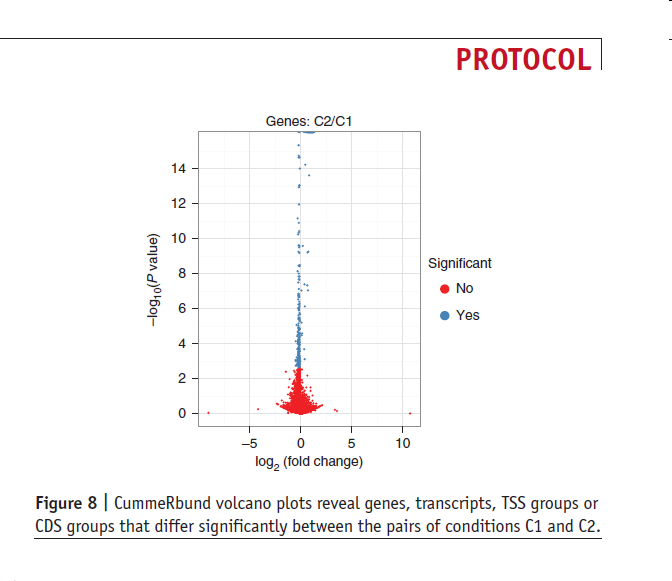 PROTOCOL
Genes: C2/C1
14
12
10
8
6
4
2
0
–log10(P value)
–5 0 5 10
log2 (fold change)
Significant
No
Yes
Figure 8 | CummeRbund volcano plots reveal genes, transcripts, TSS groups or
CDS groups that differ significantly between the pairs of conditions C1 and C2.